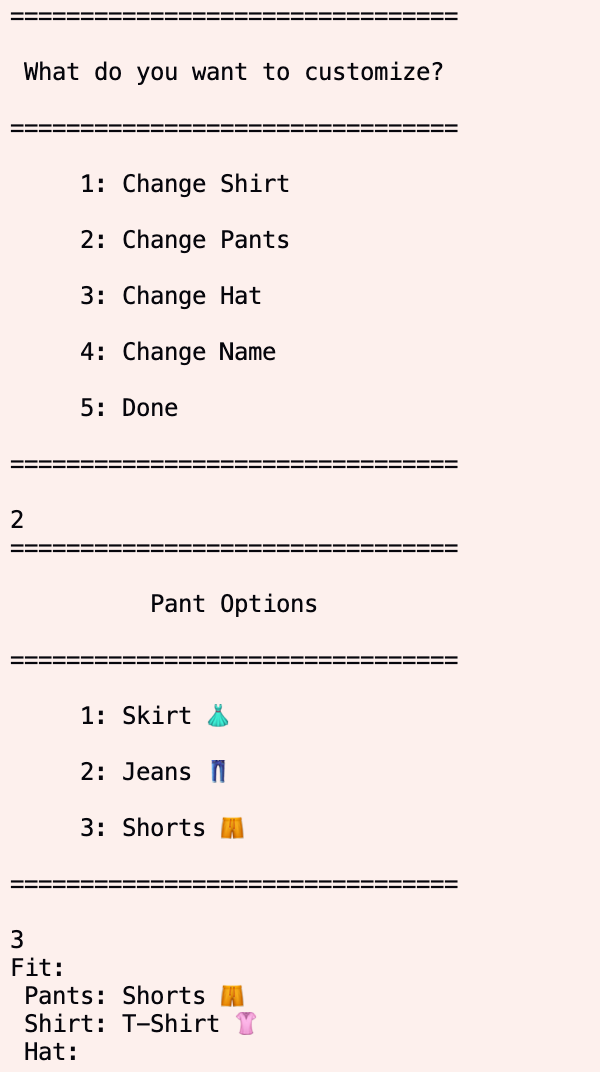 ================================
What do you want to customize?
================================
1: Change Shirt
2: Change Pants
3: Change Hat
4: Change Name
5: Done
================================
2
================================
Pant Options
================================
1: Skirt 👗
2: Jeans 👖
3: Shorts 🩳
================================
3
Fit:
Pants: Shorts 🩳
Shirt: T-Shirt 👚
Hat: